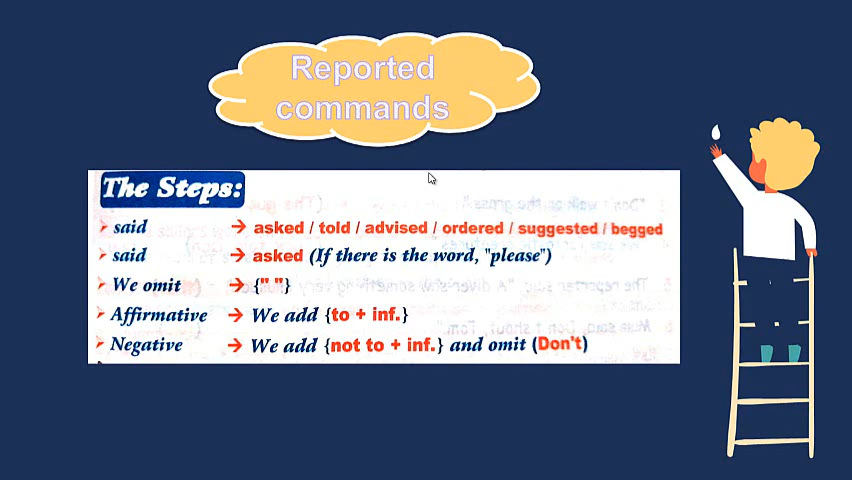 Reported
commands
The Steps:
said → asked / told / advised / ordered / suggested / begged
said → asked (If there is the word, "please")
We omit → {" "}
Affirmative → We add {to + inf.}
Negative → We add {not to + inf.} and omit (Don't)